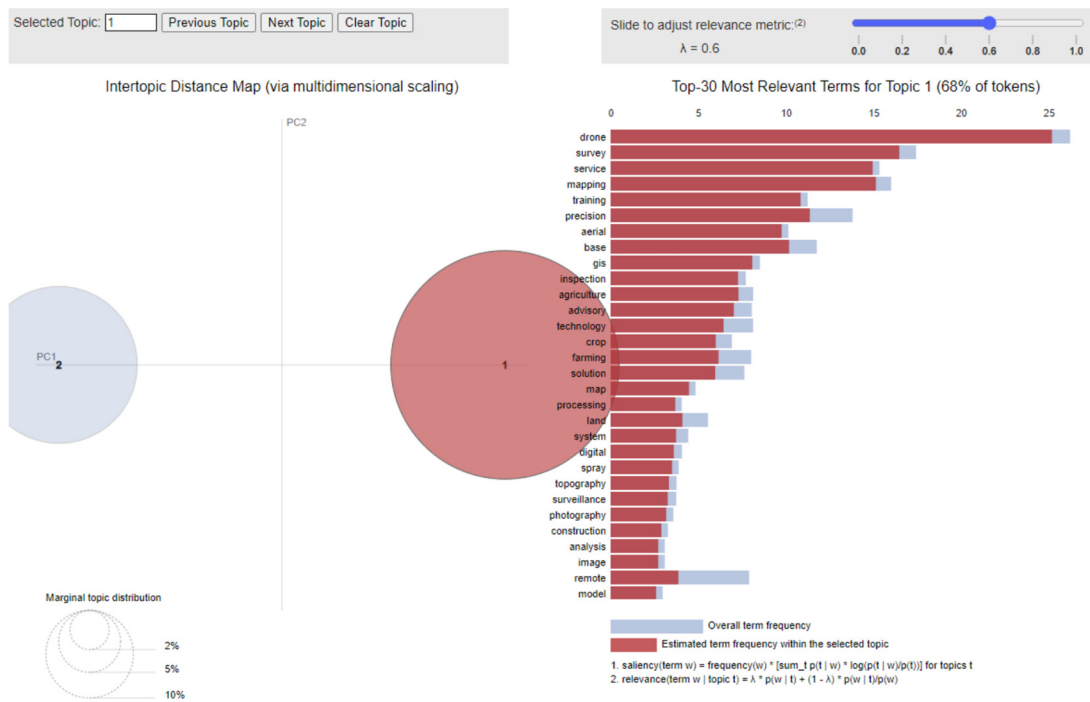 Selected Topic: 1 Previous Topic Next Topic Clear Topic
Slide to adjust relevance metric:(2)
λ = 0.6
0.0 0.2 0.4 0.6 0.8 1.0
Intertopic Distance Map (via multidimensional scaling)
PC2
PC1
2
1
Marginal topic distribution
2%
5%
10%
Top-30 Most Relevant Terms for Topic 1 (68% of tokens)
0 5 10 15 20 25
drone
survey
service
mapping
training
precision
aerial
base
gis
inspection
agriculture
advisory
technology
crop
farming
solution
map
processing
land
system
digital
spray
topography
surveillance
photography
construction
analysis
image
remote
model
Overall term frequency
Estimated term frequency within the selected topic
1. saliency(term w) = frequency(w) * [sum_t p(t | w) * log(p(t | w)/p(t))] for topics t
2. relevance(term w | topic t) = λ * p(w | t) + (1 - λ) * p(w | t)/p(w)